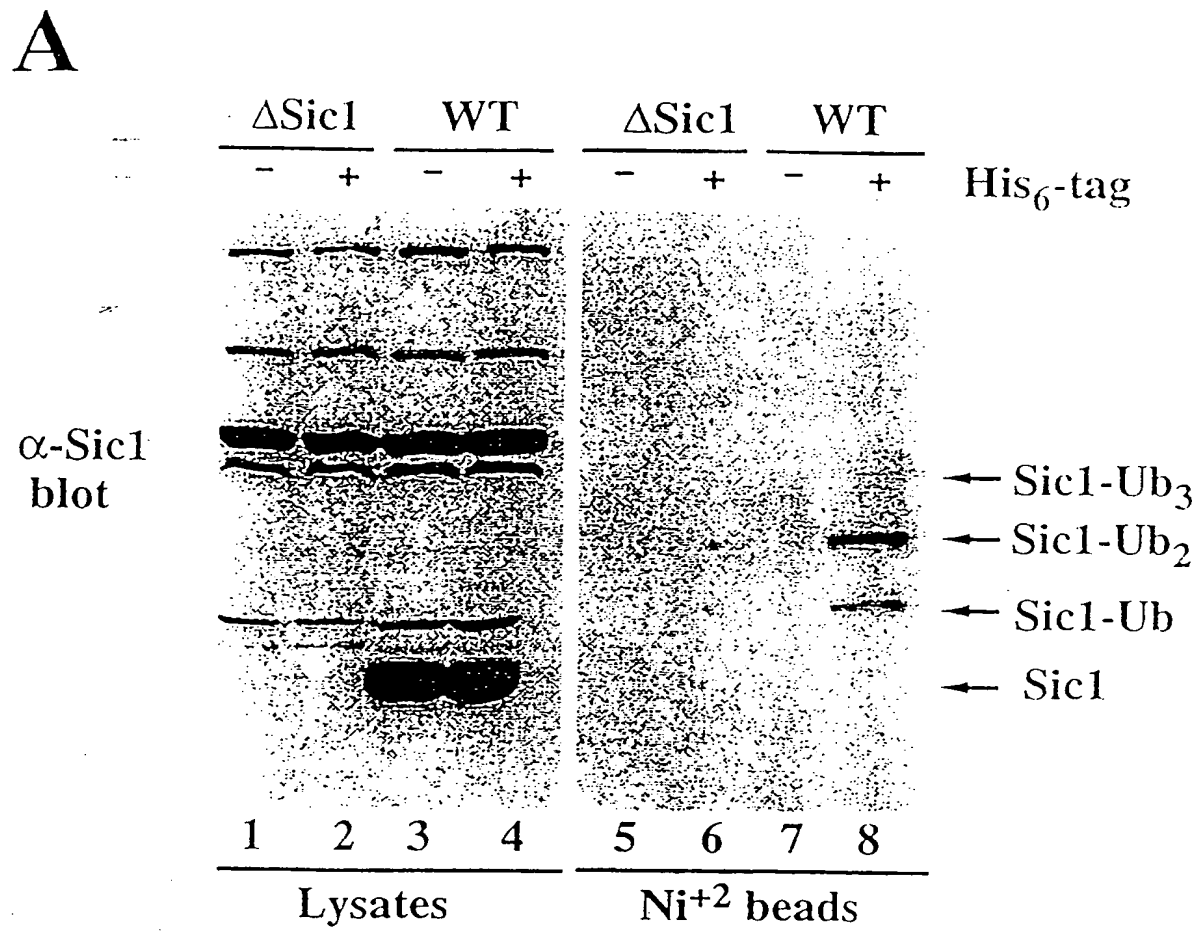 A
ΔSic1 WT ΔSic1 WT
- + - + - + - + His6-tag
α-Sic1
blot
Sic1-Ub3
Sic1-Ub2
Sic1-Ub
Sic1
1 2 3 4 5 6 7 8
Lysates Ni+2 beads